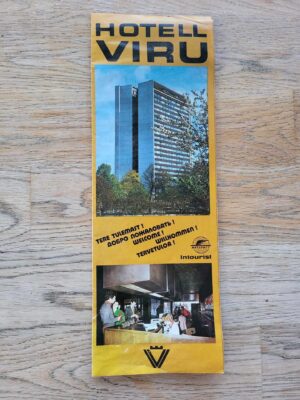 HOTELL
VIRU
TERE TULEMAST!
ДОБРО ПОЖАЛОВАТЬ!
WELCOME!
WILLKOMMEN!
TERVETULOA!
Intourist